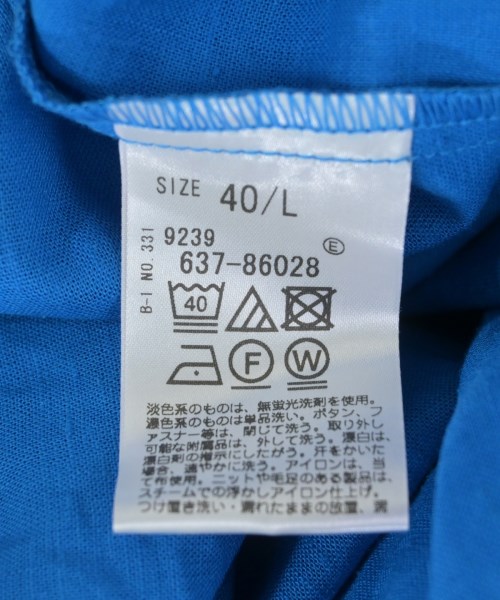 SIZE 40/L
B-I NO.331
9239
637-86028 E
40
F W
淡色系のものは、無蛍光洗剤を使用。
濃色系のものは単品洗い。ボタン、フ
ァスナー等は、閉じて洗う。取り外し
可能な附属品は、外して洗う。漂白は、
漂白剤の指示にしたがう。汗をかいた
場合、速やかに洗う。アイロンは、当
て布使用。ニットや毛足のある製品は、
スチームでの浮かしアイロン仕上げ。
つけ置き洗い・濡れたままの放置、